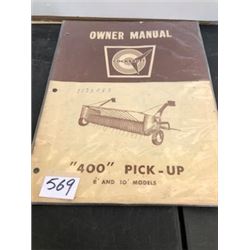 OWNER MANUAL
"400" PICK-UP
8' AND 10' MODELS
569